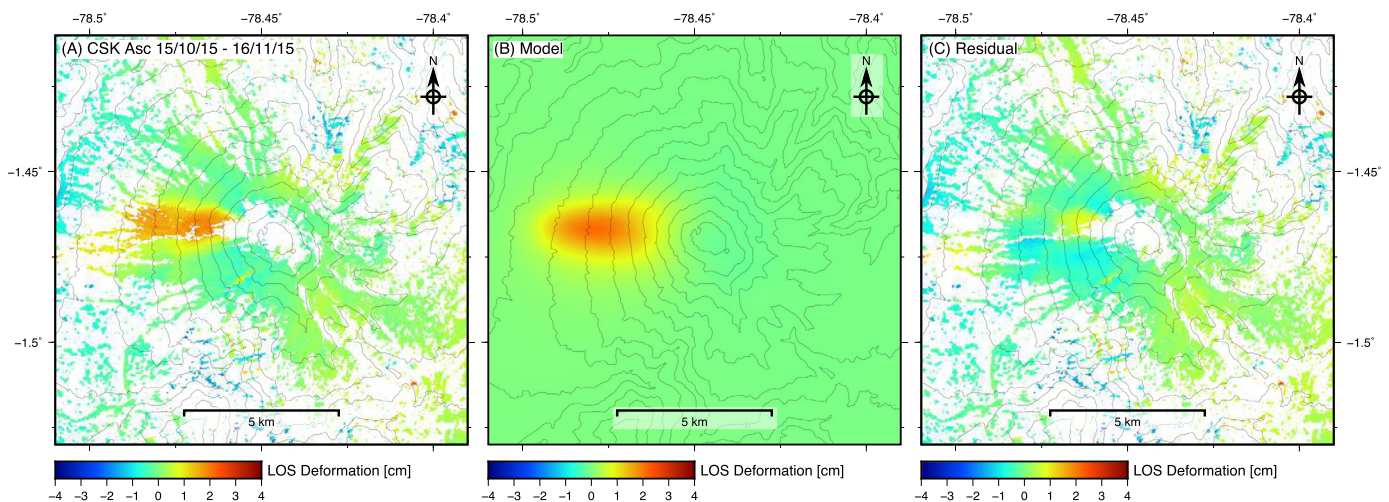 −78.5° −78.45° −78.4°
−78.5° −78.45° −78.4°
−78.5° −78.45° −78.4°
(A) CSK Asc 15/10/15 - 16/11/15
N
(B) Model
N
(C) Residual
N
−1.45° −1.45°
−1.5° −1.5°
5 km
5 km
5 km
LOS Deformation [cm]
−4 −3 −2 −1 0 1 2 3 4
LOS Deformation [cm]
−4 −3 −2 −1 0 1 2 3 4
LOS Deformation [cm]
−4 −3 −2 −1 0 1 2 3 4